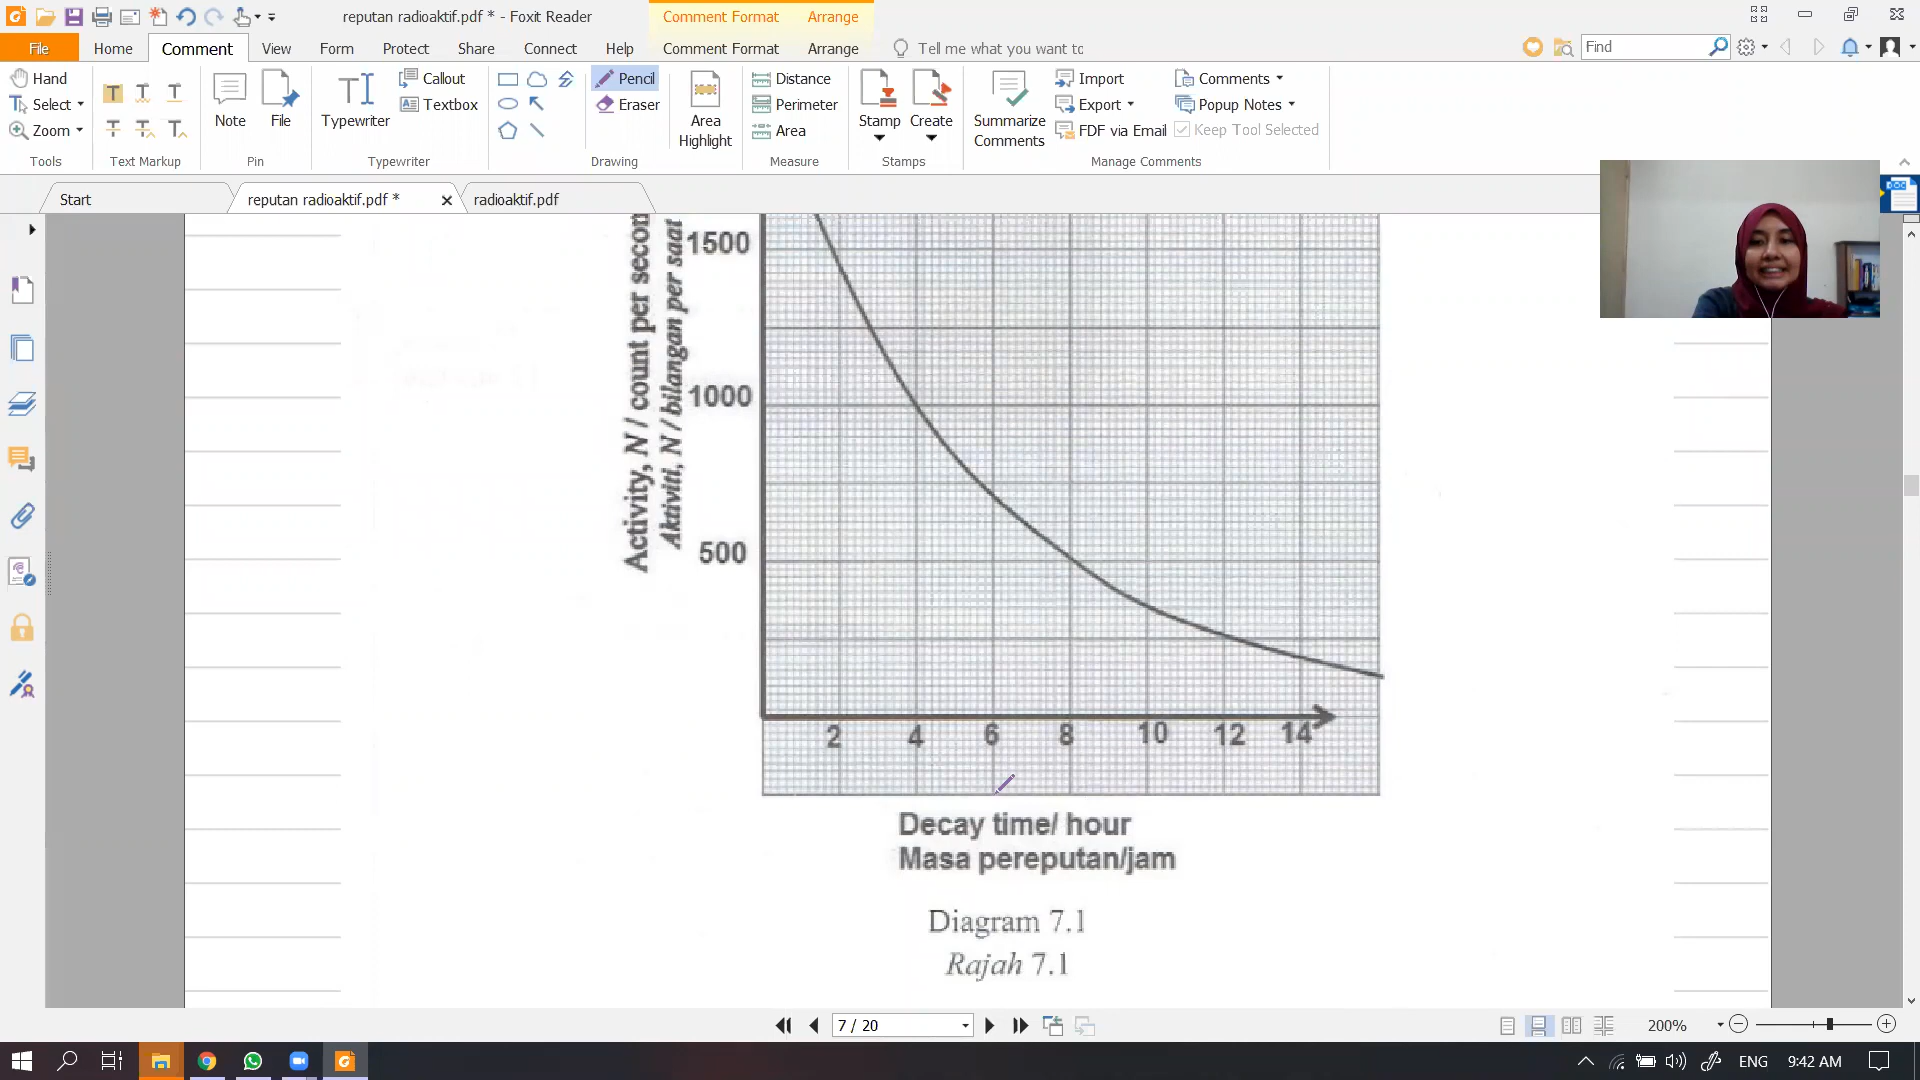 reputan radioaktif.pdf * - Foxit Reader
Comment Format
Arrange
File
Home
Comment
View
Form
Protect
Share
Connect
Help
Comment Format
Arrange
Tell me what you want to
Find
Hand
Select
Zoom
Tools
Text Markup
Note
File
Pin
Typewriter
Callout
Textbox
Typewriter
Pencil
Eraser
Drawing
Area
Highlight
Distance
Perimeter
Area
Measure
Stamp
Create
Stamps
Summarize
Comments
Import
Export
FDF via Email
Comments
Popup Notes
Keep Tool Selected
Manage Comments
Start
reputan radioaktif.pdf *
radioaktif.pdf
DOC
Activity, N / count per secon
Aktiviti, N / bilangan per saat
1500
1000
500
2 4 6 8 10 12 14
Decay time/ hour
Masa pereputan/jam
Diagram 7.1
Rajah 7.1
7 / 20
200%
ENG
9:42 AM